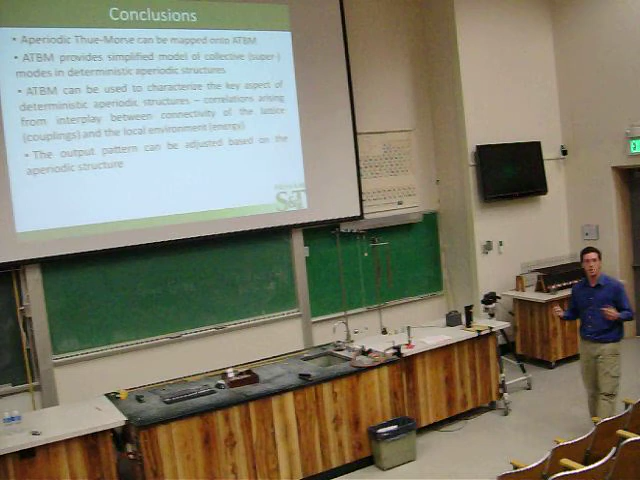 Conclusions
• Aperiodic Thue-Morse can be mapped onto ATBM
• ATBM provides simplified model of collective (super-)
modes in deterministic aperiodic structures
• ATBM can be used to characterize the key aspect of
deterministic aperiodic structures – correlations arising
from interplay between connectivity of the lattice
(couplings) and the local environment (energy)
• The output pattern can be adjusted based on the
aperiodic structure
S&T